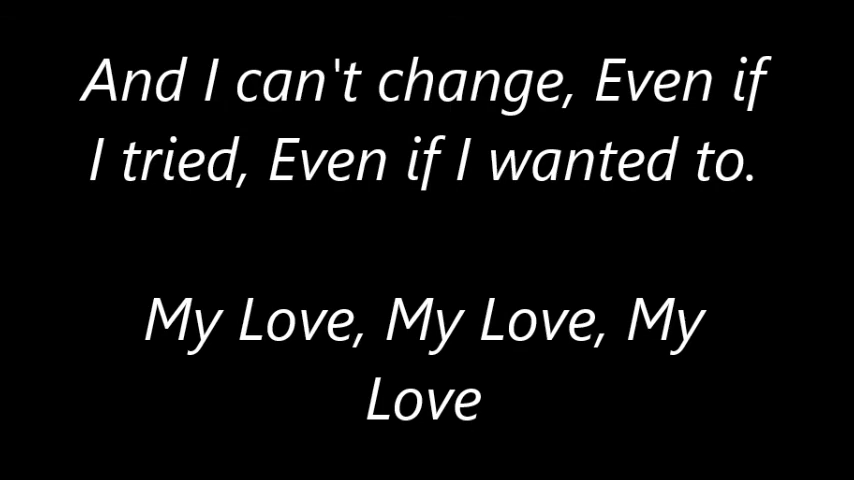 And I can't change, Even if
I tried, Even if I wanted to.
My Love, My Love, My
Love